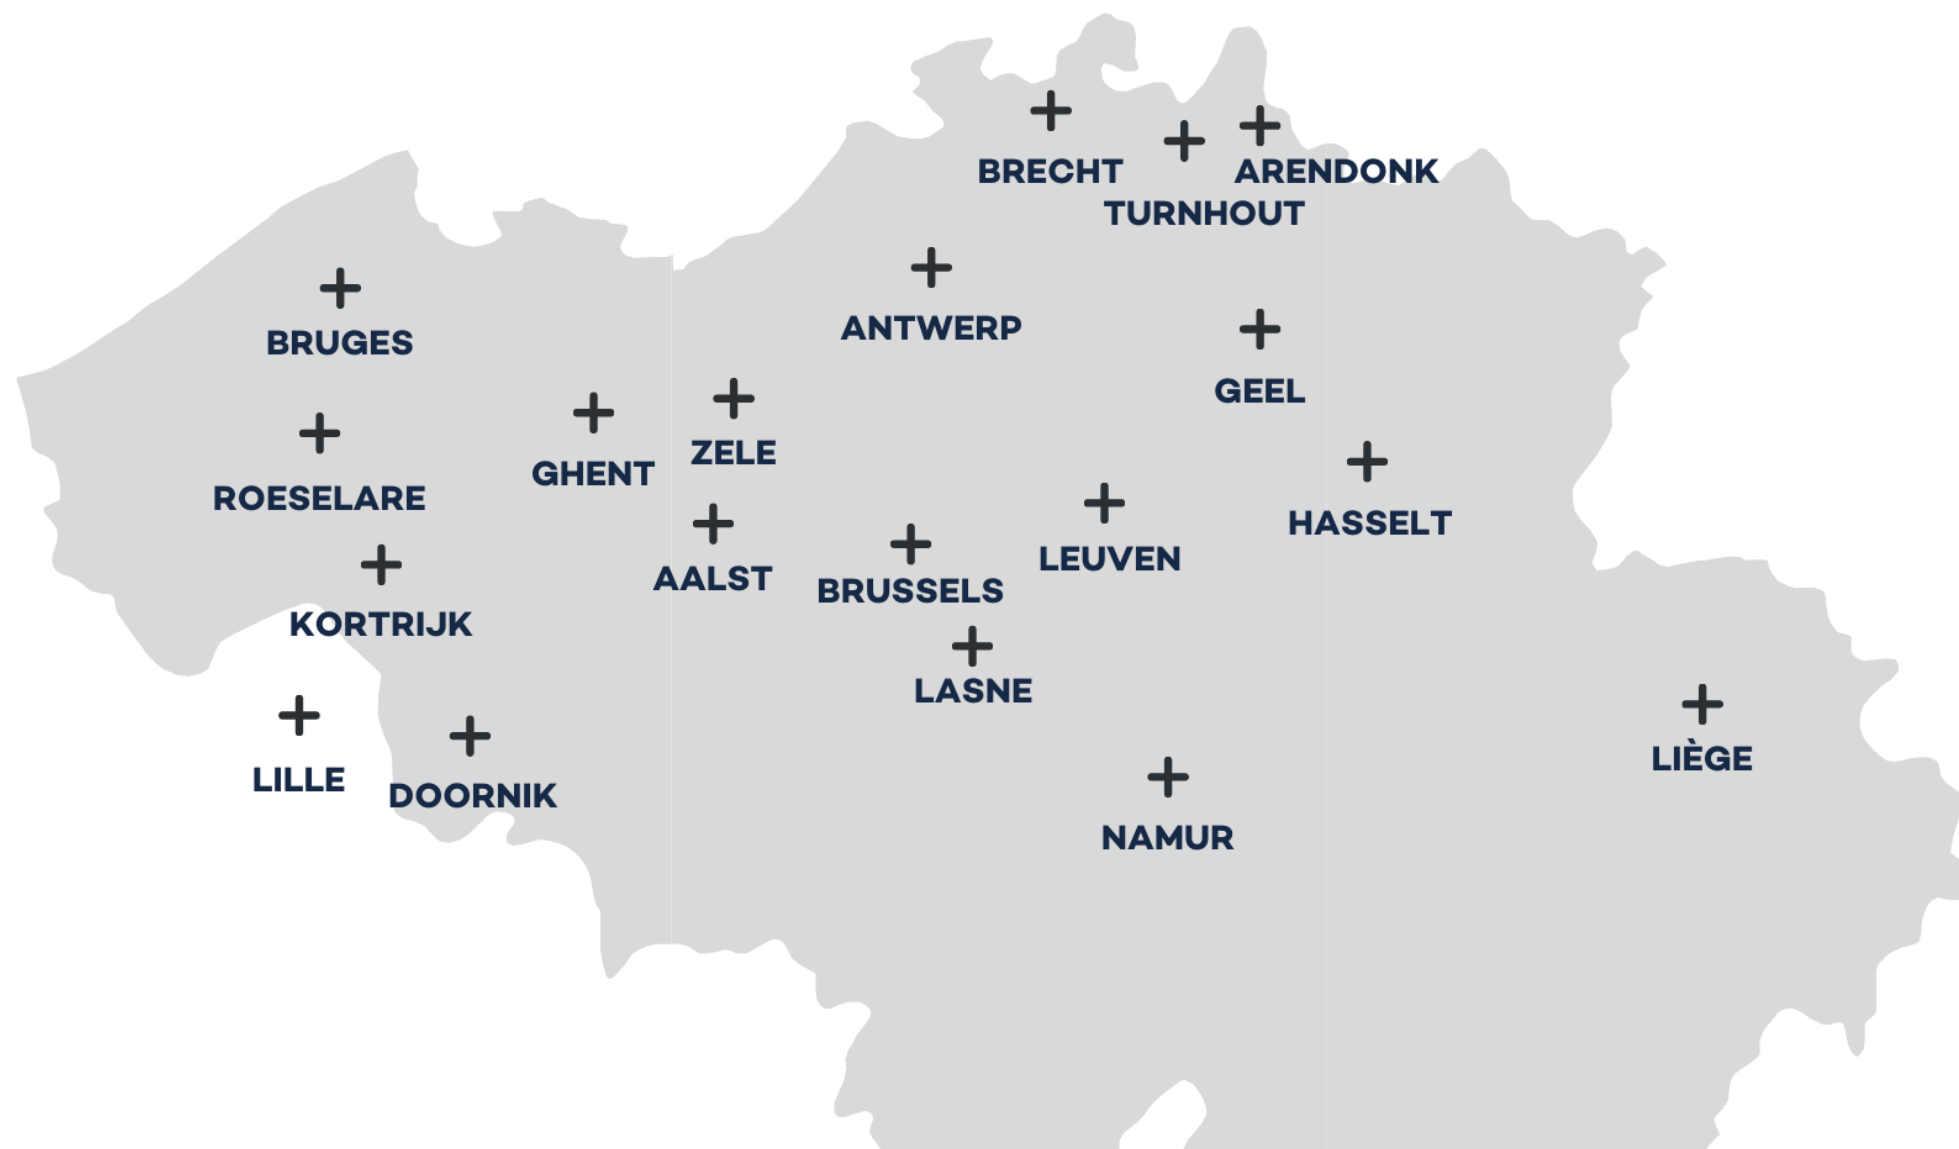 BRECHT
ARENDONK
TURNHOUT
ANTWERP
BRUGES
GEEL
ZELE
GHENT
ROESELARE
HASSELT
LEUVEN
AALST
BRUSSELS
KORTRIJK
LASNE
LIÈGE
LILLE
DOORNIK
NAMUR